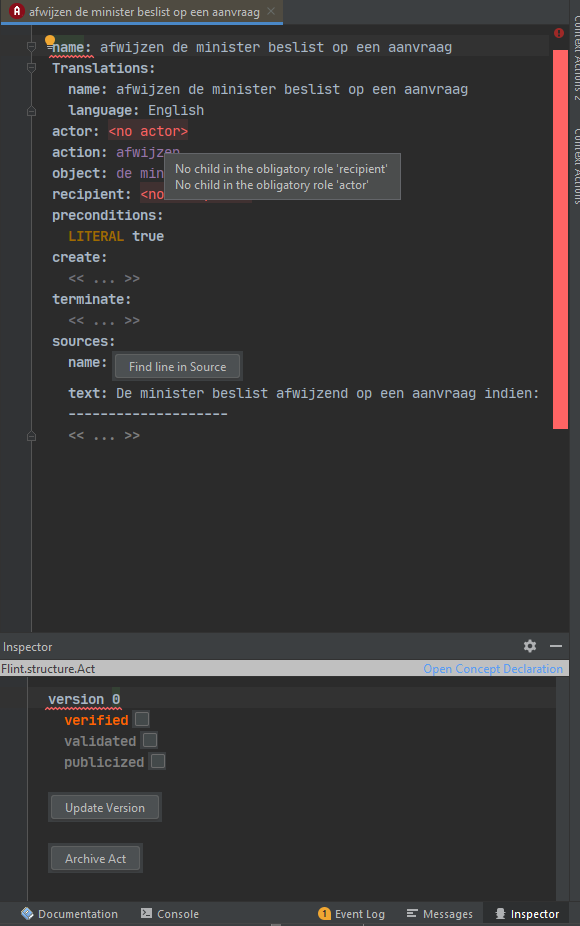 A afwijzen de minister beslist op een aanvraag ×
name: afwijzen de minister beslist op een aanvraag
Translations:
name: afwijzen de minister beslist op een aanvraag
language: English
actor: <no actor>
action: afwijzen
object: de min
recipient: <no
No child in the obligatory role 'recipient'
No child in the obligatory role 'actor'
preconditions:
LITERAL true
create:
<< ... >>
terminate:
<< ... >>
sources:
name: Find line in Source
text: De minister beslist afwijzend op een aanvraag indien:
--------------------
<< ... >>
Context Actions 2
Context Actions
Inspector
Flint.structure.Act Open Concept Declaration
version 0
verified
validated
publicized
Update Version
Archive Act
Documentation Console 1 Event Log Messages Inspector